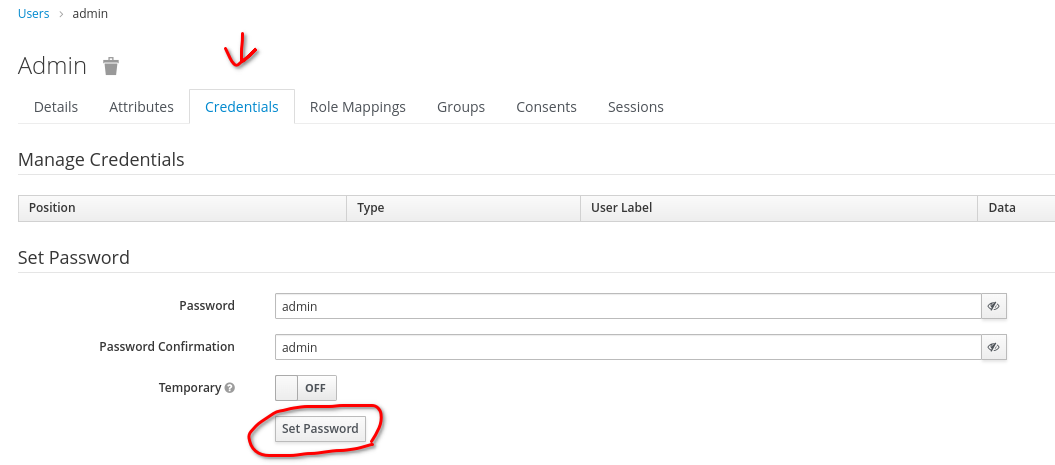 Users › admin
Admin
Details Attributes Credentials Role Mappings Groups Consents Sessions
Manage Credentials
Position Type User Label Data
Set Password
Password admin
Password Confirmation admin
Temporary ? OFF
Set Password